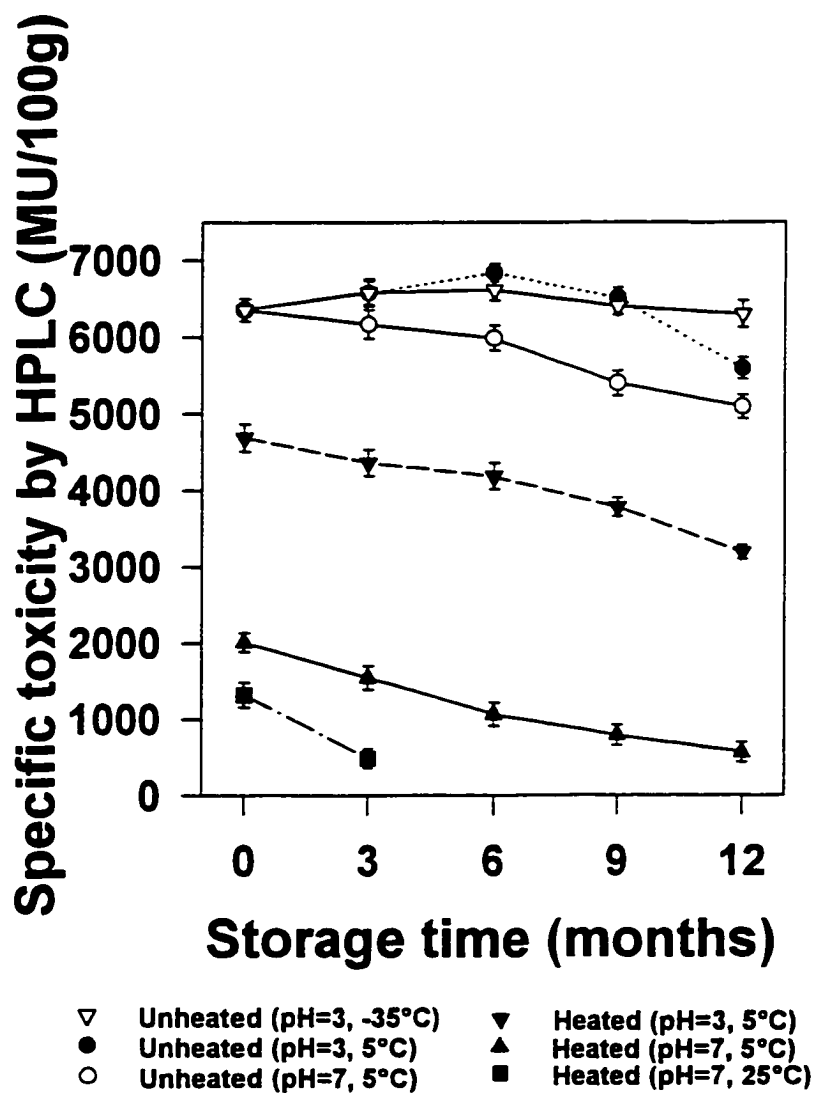 Specific toxicity by HPLC (MU/100g)
7000
6000
5000
4000
3000
2000
1000
0
0 3 6 9 12
Storage time (months)
▽ Unheated (pH=3, -35°C)
● Unheated (pH=3, 5°C)
○ Unheated (pH=7, 5°C)
▼ Heated (pH=3, 5°C)
▲ Heated (pH=7, 5°C)
■ Heated (pH=7, 25°C)